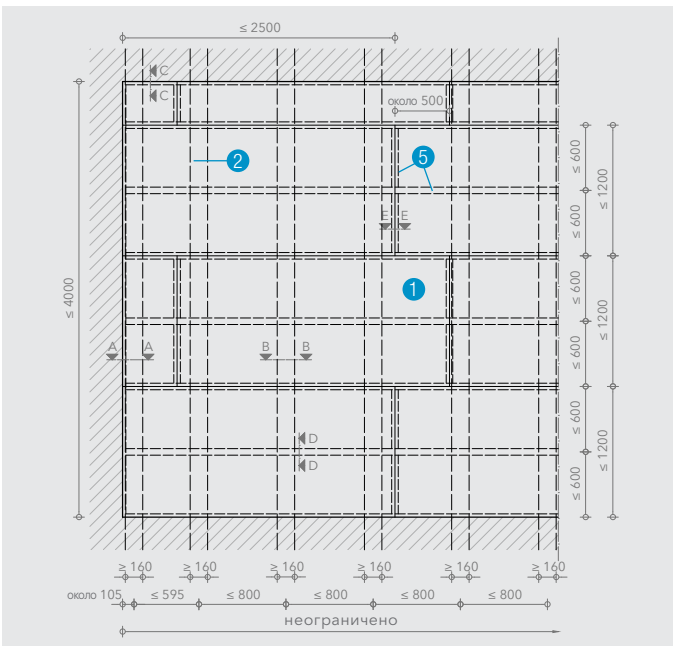 ≤ 2500
C
C
около 500
2
5
≤ 600
≤ 1200
≤ 600
E E
≤ 4000
1
≤ 600
≤ 1200
≤ 600
A A
B B
D
D
≤ 600
≤ 1200
≤ 600
≥ 160 ≥ 160 ≥ 160 ≥ 160 ≥ 160 ≥ 160
около 105 ≤ 595 ≤ 800 ≤ 800 ≤ 800 ≤ 800
неограничено